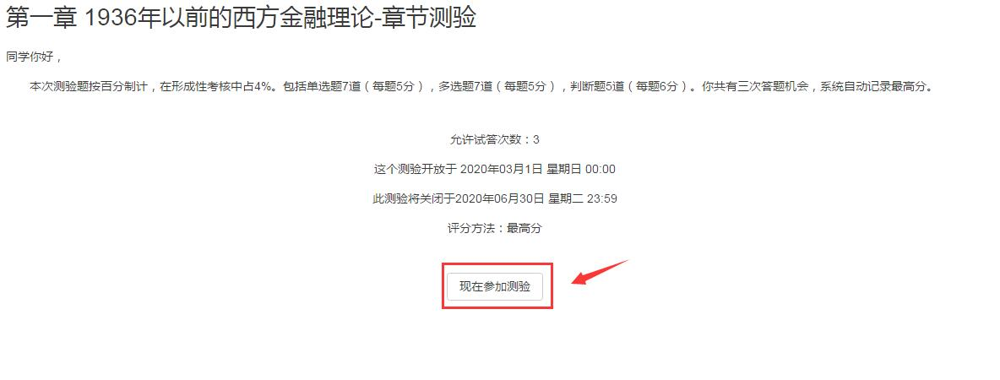 第一章 1936年以前的西方金融理论-章节测验
同学你好，
本次测验题按百分制计，在形成性考核中占4%。包括单选题7道（每题5分），多选题7道（每题5分），判断题5道（每题6分）。你共有三次答题机会，系统自动记录最高分。
允许试答次数：3
这个测验开放于 2020年03月1日 星期日 00:00
此测验将关闭于2020年06月30日 星期二 23:59
评分方法：最高分
现在参加测验